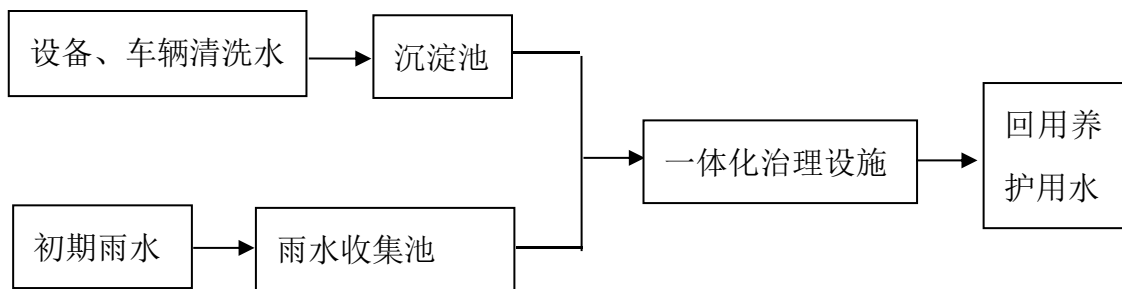 设备、车辆清洗水
沉淀池
初期雨水
雨水收集池
一体化治理设施
回用养
护用水